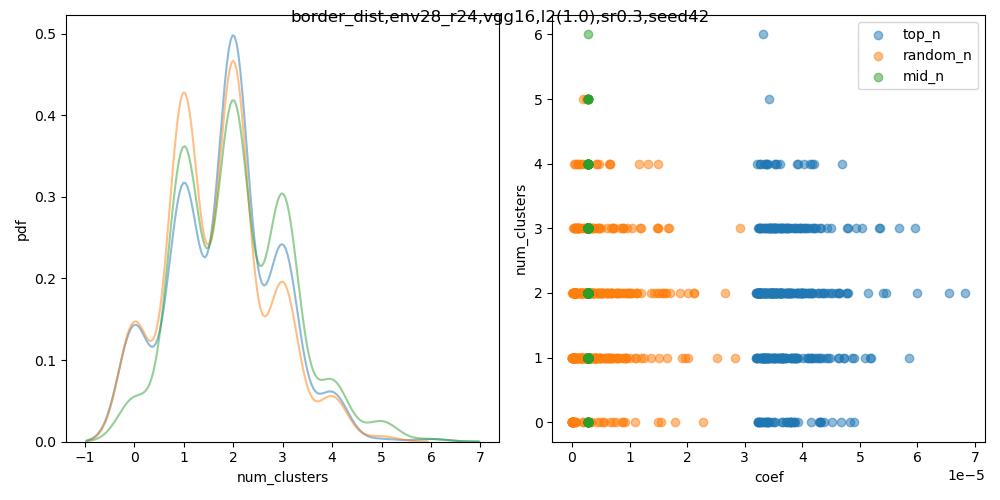 border_dist,env28_r24,vgg16,l2(1.0),sr0.3,seed42
0.5
0.4
0.3
0.2
0.1
0.0
pdf
−1 0 1 2 3 4 5 6 7
num_clusters
6
5
4
3
2
1
0
num_clusters
top_n
random_n
mid_n
0 1 2 3 4 5 6 7
1e−5
coef